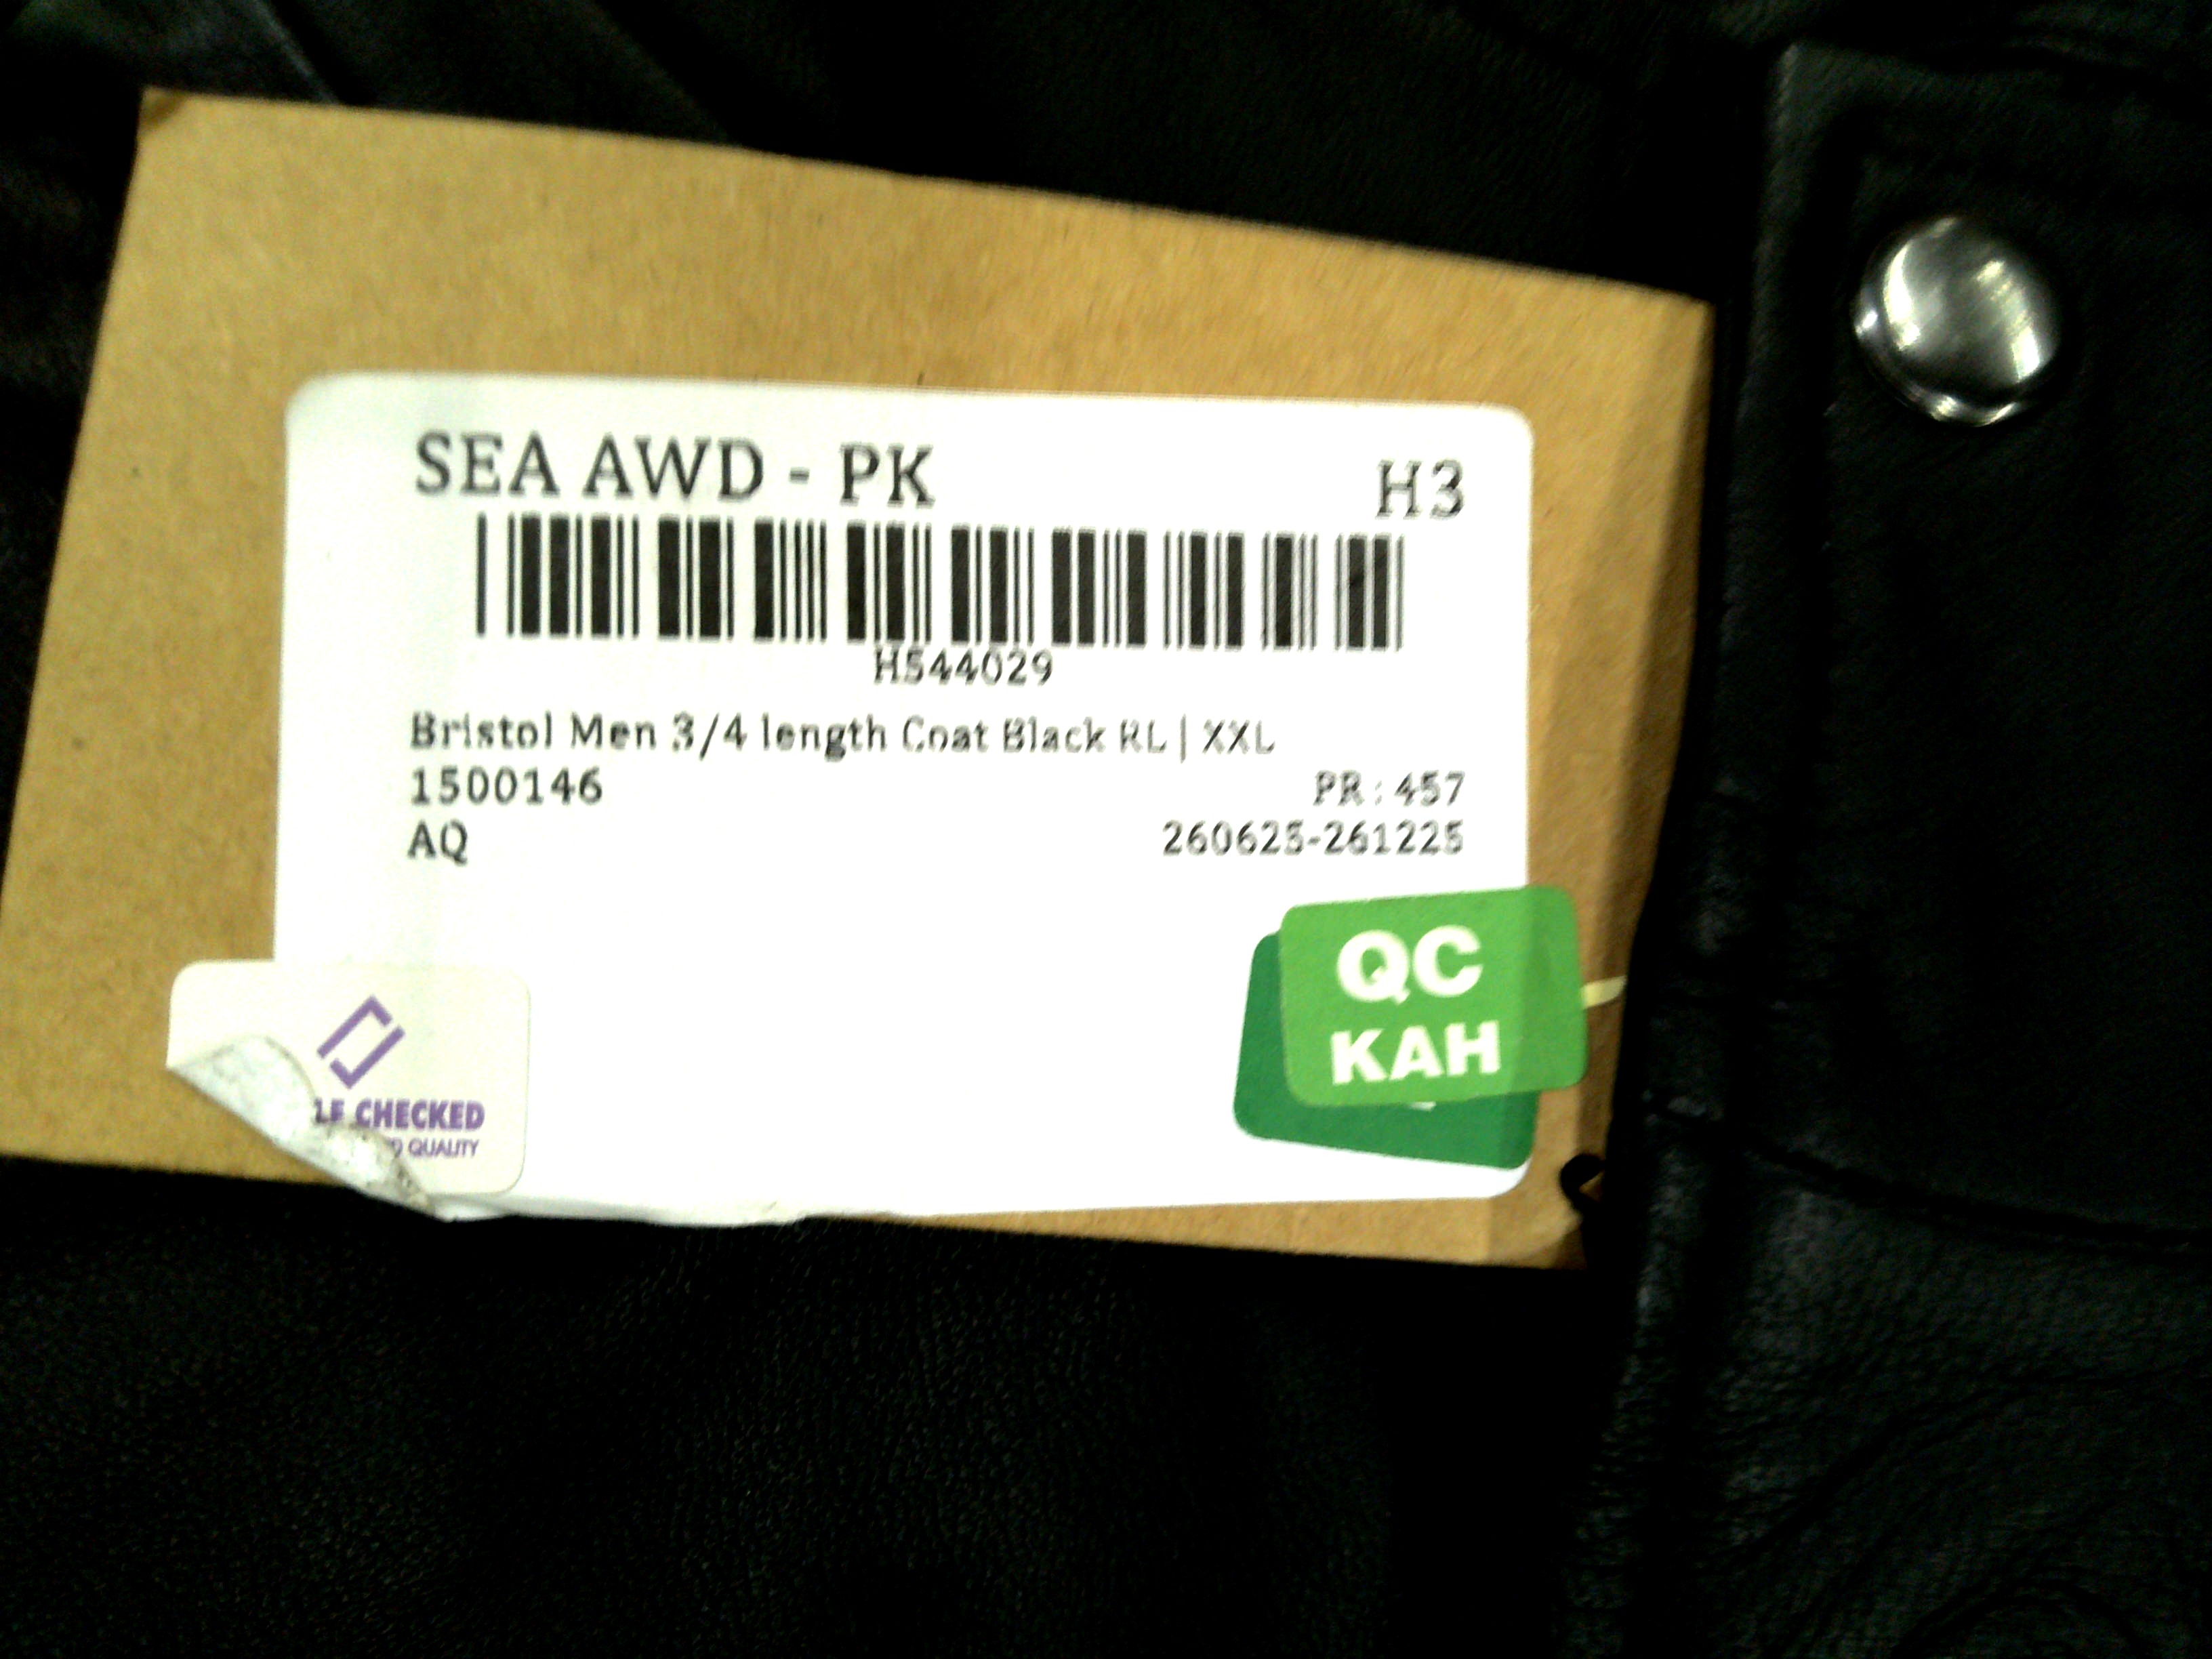 SEA AWD - PK H3
H544029
Bristol Men 3/4 length Coat Black RL | XXL
1500146 PR : 457
AQ 260625-261225
QC
KAH
LF CHECKED
QUALITY